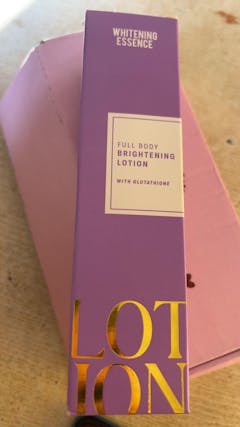 WHITENING
ESSENCE
FULL BODY
BRIGHTENING
LOTION
WITH GLUTATHIONE
LOT
ION